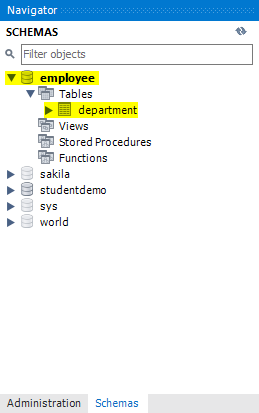 Navigator
SCHEMAS
Filter objects
employee
Tables
department
Views
Stored Procedures
Functions
sakila
studentdemo
sys
world
Administration Schemas